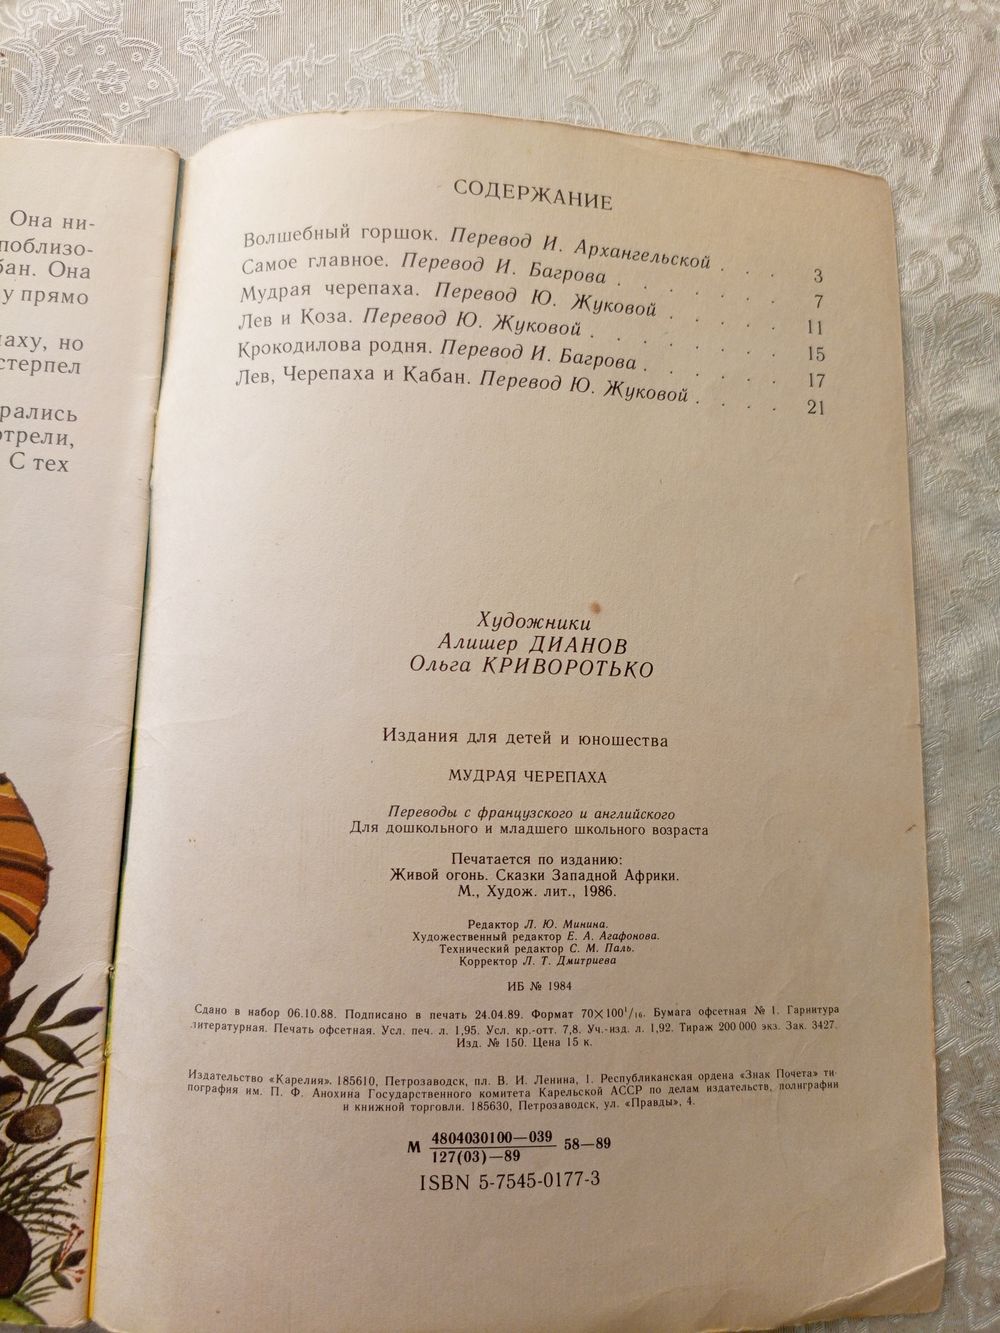 Она ни-
поблизо-
бан. Она
у прямо
лаху, но
стерпел
рались
отрели,
С тех
СОДЕРЖАНИЕ
Волшебный горшок. Перевод И. Архангельской . . . 3
Самое главное. Перевод И. Багрова . . . . . . 7
Мудрая черепаха. Перевод Ю. Жуковой . . . . . 11
Лев и Коза. Перевод Ю. Жуковой . . . . . . . 15
Крокодилова родня. Перевод И. Багрова . . . . . 17
Лев, Черепаха и Кабан. Перевод Ю. Жуковой . . . . 21
Художники
Алишер ДИАНОВ
Ольга КРИВОРОТЬКО
Издания для детей и юношества
МУДРАЯ ЧЕРЕПАХА
Переводы с французского и английского
Для дошкольного и младшего школьного возраста
Печатается по изданию:
Живой огонь. Сказки Западной Африки.
М., Худож. лит., 1986.
Редактор Л. Ю. Минина.
Художественный редактор Е. А. Агафонова.
Технический редактор С. М. Паль.
Корректор Л. Т. Дмитриева
ИБ № 1984
Сдано в набор 06.10.88. Подписано в печать 24.04.89. Формат 70×100¹/₁₆. Бумага офсетная № 1. Гарнитура
литературная. Печать офсетная. Усл. печ. л. 1,95. Усл. кр.-отт. 7,8. Уч.-изд. л. 1,92. Тираж 200 000 экз. Зак. 3427.
Изд. № 150. Цена 15 к.
Издательство «Карелия». 185610, Петрозаводск, пл. В. И. Ленина, 1. Республиканская ордена «Знак Почета» ти-
пография им. П. Ф. Анохина Государственного комитета Карельской АССР по делам издательств, полиграфии
и книжной торговли. 185630, Петрозаводск, ул. «Правды», 4.
М 4804030100—039 58—89
127(03)—89
ISBN 5-7545-0177-3